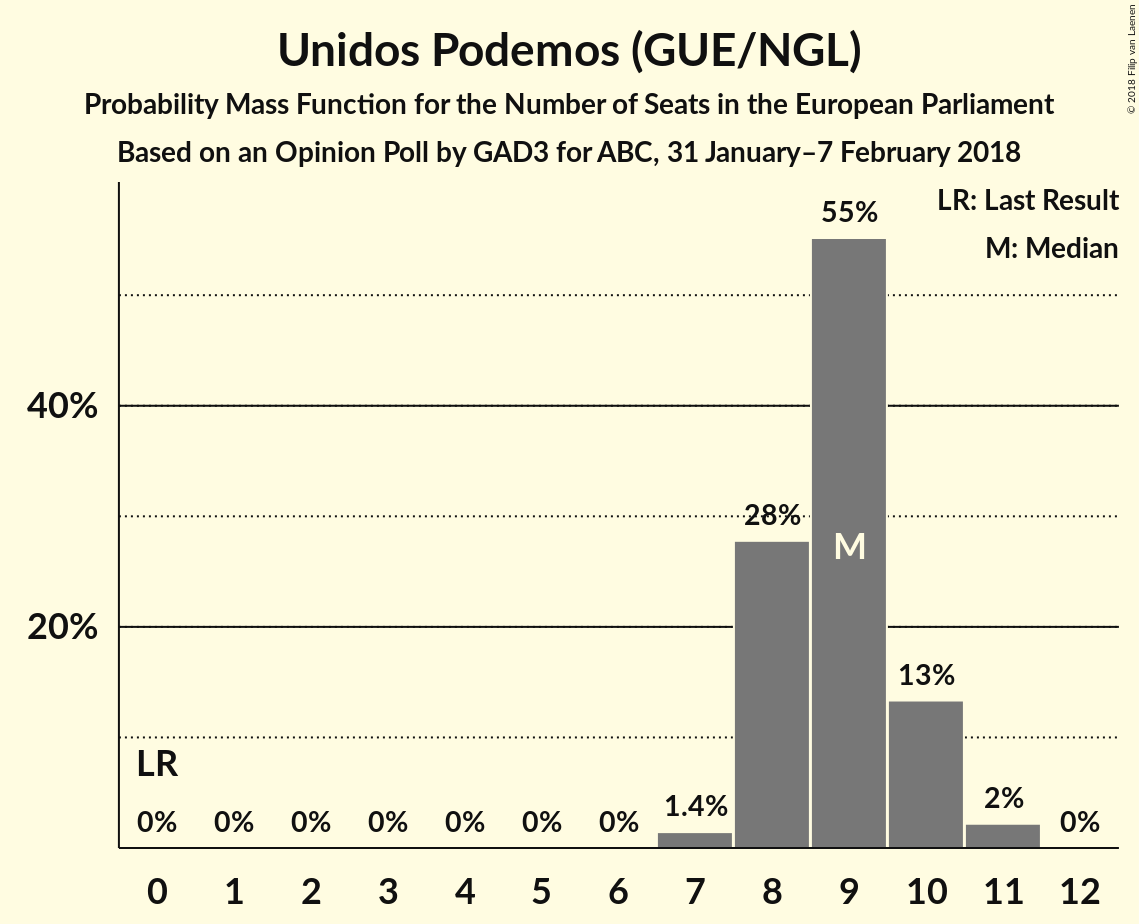 Unidos Podemos (GUE/NGL)
Probability Mass Function for the Number of Seats in the European Parliament
Based on an Opinion Poll by GAD3 for ABC, 31 January–7 February 2018
© 2018 Filip van Laenen
LR: Last Result
M: Median
55%
40%
28%
M
20%
13%
LR
0% 0% 0% 0% 0% 0% 0% 1.4% 2% 0%
0 1 2 3 4 5 6 7 8 9 10 11 12